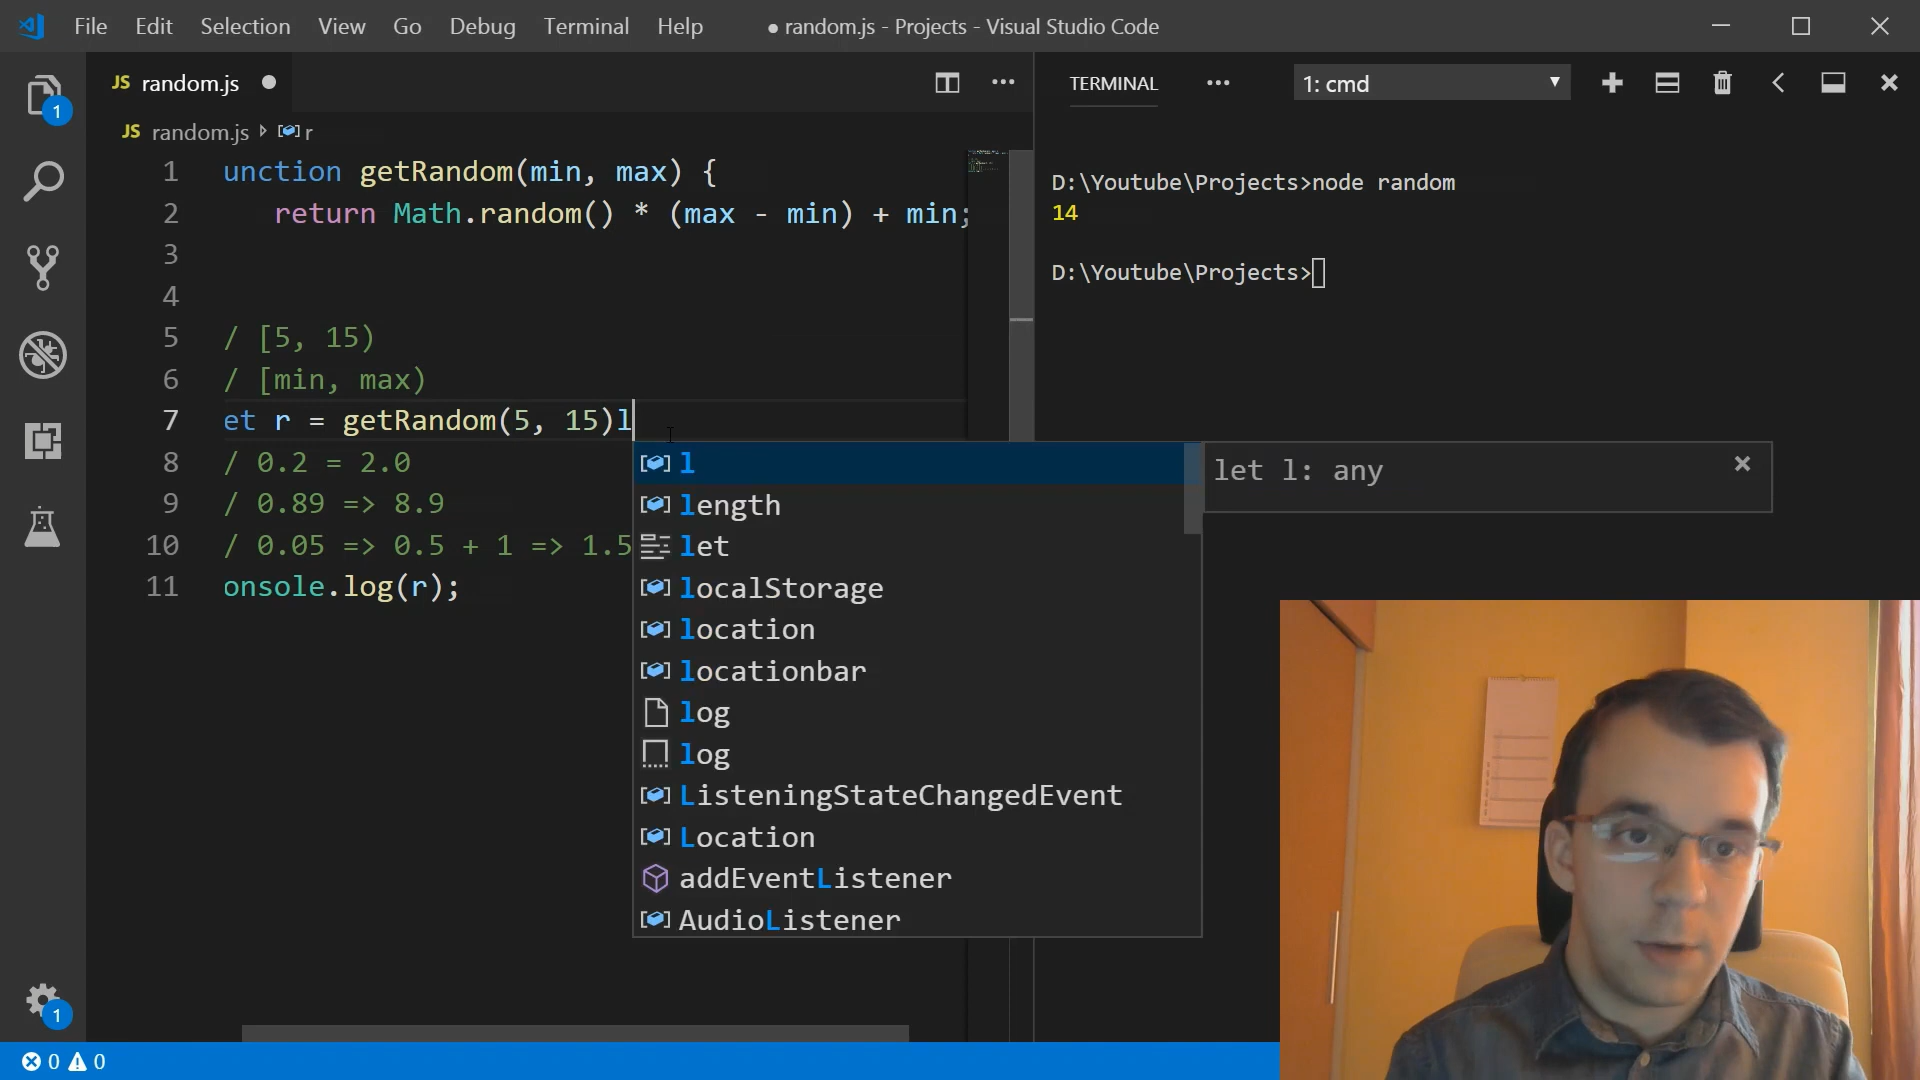 File Edit Selection View Go Debug Terminal Help ● random.js - Projects - Visual Studio Code
JS random.js ●
JS random.js r
1 unction getRandom(min, max) {
2 return Math.random() * (max - min) + min;
3
4
5 / [5, 15)
6 / [min, max)
7 et r = getRandom(5, 15)l
8 / 0.2 = 2.0
9 / 0.89 => 8.9
10 / 0.05 => 0.5 + 1 => 1.5
11 onsole.log(r);
l
length
let
localStorage
location
locationbar
log
log
ListeningStateChangedEvent
Location
addEventListener
AudioListener
let l: any
TERMINAL 1: cmd
D:\Youtube\Projects>node random
14
D:\Youtube\Projects>
1
1
0 0